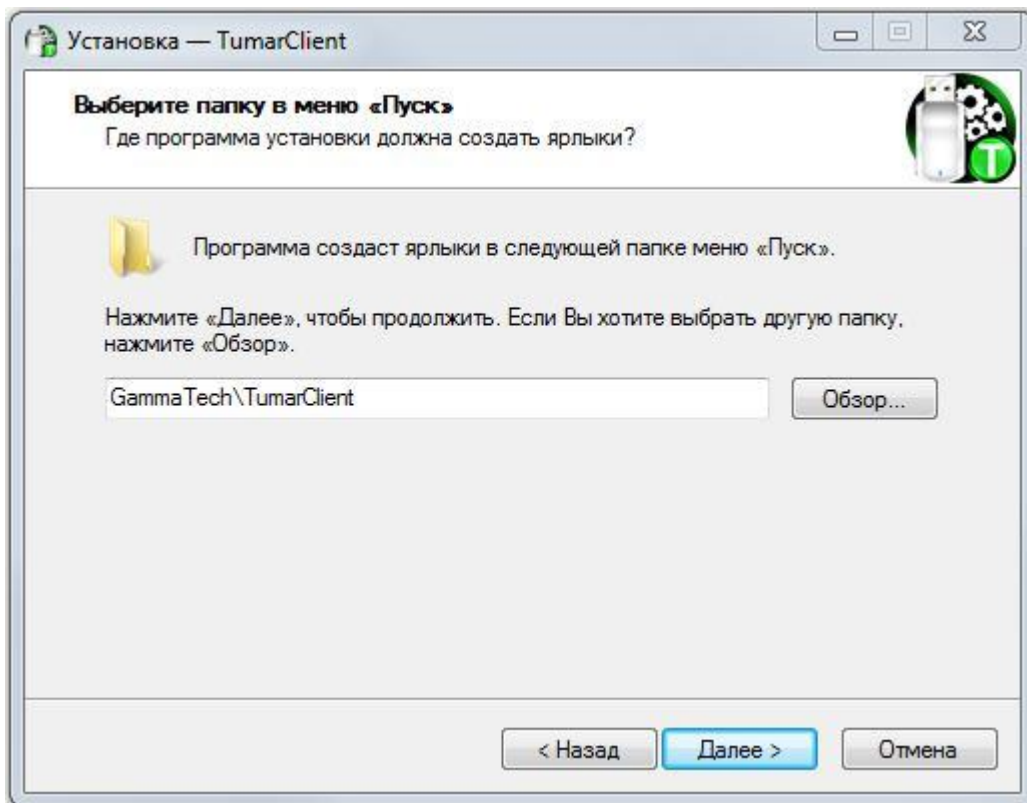 Установка — TumarClient
Выберите папку в меню «Пуск»
Где программа установки должна создать ярлыки?
T
Программа создаст ярлыки в следующей папке меню «Пуск».
Нажмите «Далее», чтобы продолжить. Если Вы хотите выбрать другую папку,
нажмите «Обзор».
GammaTech\TumarClient
Обзор...
< Назад
Далее >
Отмена